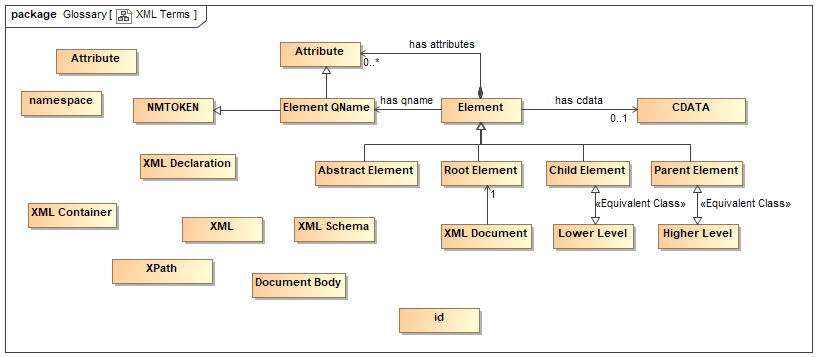 package Glossary [ XML Terms ]
has attributes
Attribute
Attribute
0..*
namespace
NMTOKEN
Element QName
has qname
Element
has cdata
CDATA
0..1
XML Declaration
Abstract Element
Root Element
Child Element
Parent Element
1
«Equivalent Class»
«Equivalent Class»
XML Container
XML
XML Schema
XML Document
Lower Level
Higher Level
XPath
Document Body
id